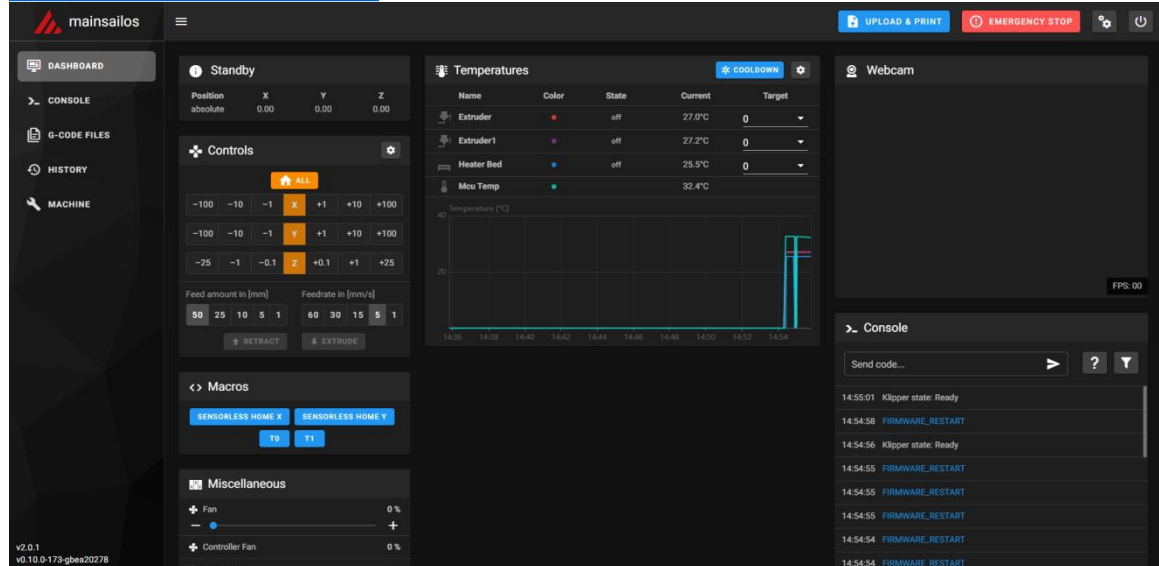 mainsailos
UPLOAD & PRINT
EMERGENCY STOP
DASHBOARD
CONSOLE
G-CODE FILES
HISTORY
MACHINE
v2.0.1
v0.10.0-173-gbea20278
Standby
Position X Y Z
absolute 0.00 0.00 0.00
Controls
ALL
-100 -10 -1 X +1 +10 +100
-100 -10 -1 Y +1 +10 +100
-25 -1 -0.1 Z +0.1 +1 +25
Feed amount in [mm] Feedrate in [mm/s]
50 25 10 5 1 60 30 15 5 1
RETRACT EXTRUDE
Macros
SENSORLESS HOME X SENSORLESS HOME Y
T0 T1
Miscellaneous
Fan 0 %
Controller Fan 0 %
Temperatures COOLDOWN
Name Color State Current Target
Extruder off 27.0°C 0
Extruder1 off 27.2°C 0
Heater Bed off 25.5°C 0
Mcu Temp 32.4°C
Temperature [°C]
40
20
14:36 14:38 14:40 14:42 14:44 14:46 14:48 14:50 14:52 14:54
Webcam
FPS: 00
Console
Send code... ?
14:55:01 Klipper state: Ready
14:54:58 FIRMWARE_RESTART
14:54:56 Klipper state: Ready
14:54:55 FIRMWARE_RESTART
14:54:55 FIRMWARE_RESTART
14:54:55 FIRMWARE_RESTART
14:54:54 FIRMWARE_RESTART
14:54:54 FIRMWARE_RESTART